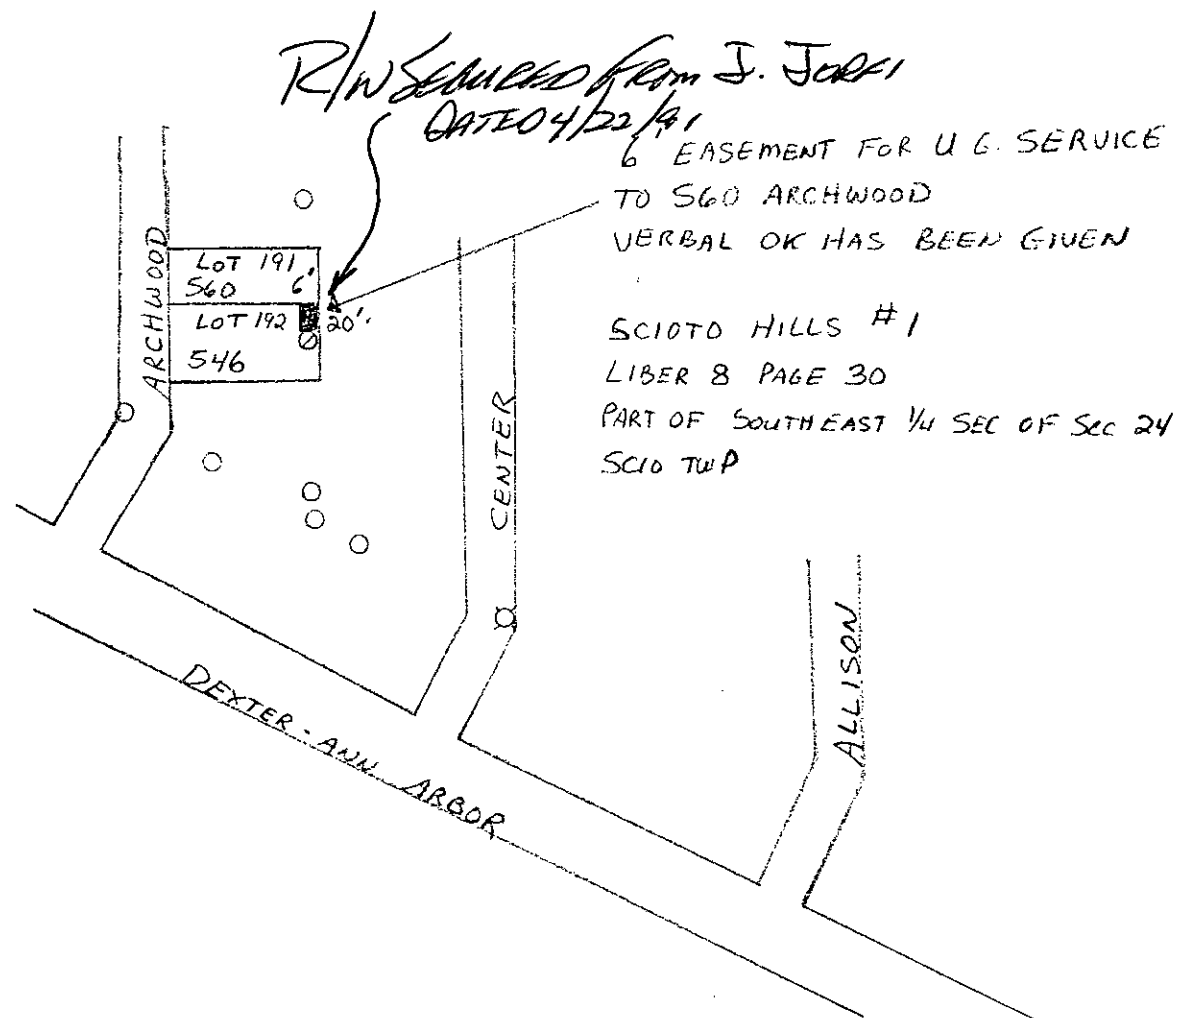 R/W SECURED FROM J. 
DATED 4/22/81
6' EASEMENT FOR U.G. SERVICE
TO 560 ARCHWOOD
VERBAL OK HAS BEEN GIVEN
SCIOTO HILLS #1
LIBER 8 PAGE 30
PART OF SOUTHEAST 1/4 SEC OF SEC 24
SCIO TWP
ARCHWOOD
LOT 191
560 6'
LOT 192 20'
546
CENTER
ALLISON
DEXTER - ANN ARBOR